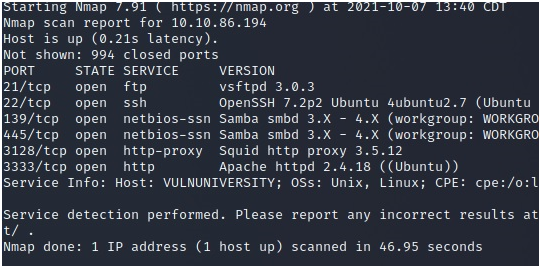 Starting Nmap 7.91 ( https://nmap.org ) at 2021-10-07 13:40 CDT
Nmap scan report for 10.10.86.194
Host is up (0.21s latency).
Not shown: 994 closed ports
PORT     STATE SERVICE     VERSION
21/tcp   open  ftp         vsftpd 3.0.3
22/tcp   open  ssh         OpenSSH 7.2p2 Ubuntu 4ubuntu2.7 (Ubuntu
139/tcp  open  netbios-ssn Samba smbd 3.X - 4.X (workgroup: WORKGRO
445/tcp  open  netbios-ssn Samba smbd 3.X - 4.X (workgroup: WORKGRO
3128/tcp open  http-proxy  Squid http proxy 3.5.12
3333/tcp open  http        Apache httpd 2.4.18 ((Ubuntu))
Service Info: Host: VULNUNIVERSITY; OSs: Unix, Linux; CPE: cpe:/o:l
Service detection performed. Please report any incorrect results at
t/ .
Nmap done: 1 IP address (1 host up) scanned in 46.95 seconds